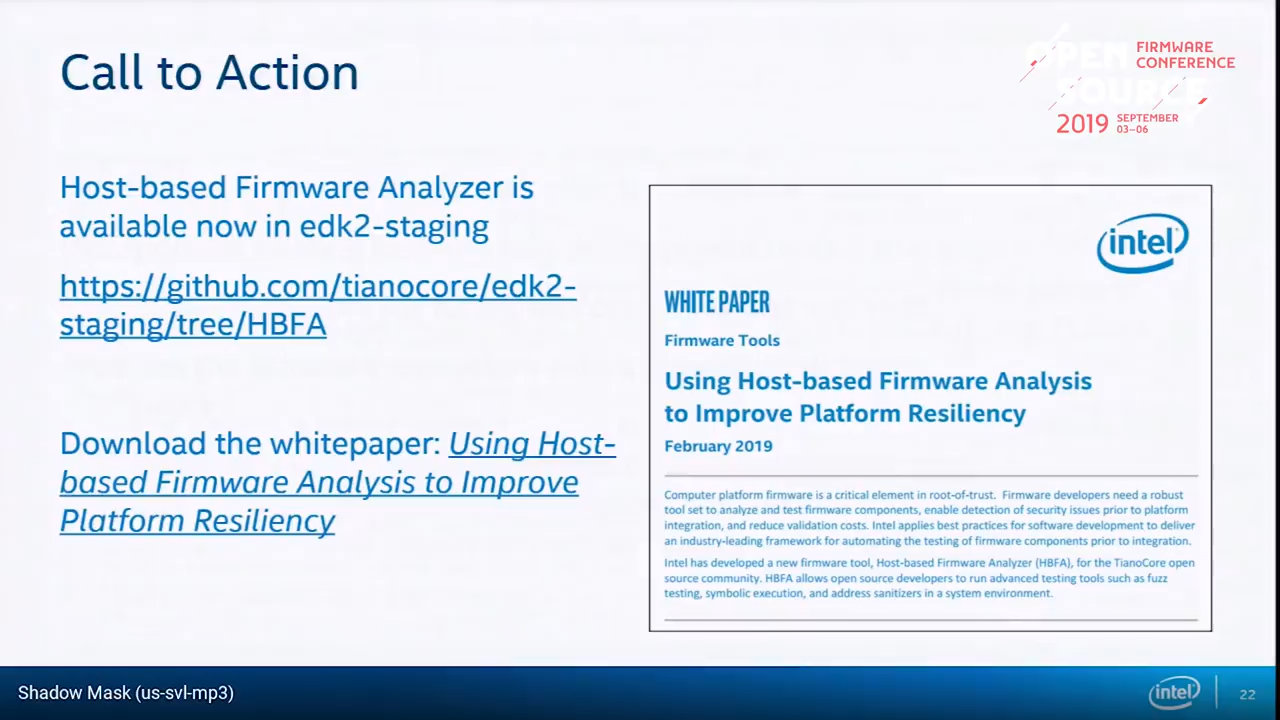 Call to Action
OPEN SOURCE
FIRMWARE
CONFERENCE
2019 SEPTEMBER
03–06
Host-based Firmware Analyzer is
available now in edk2-staging
https://github.com/tianocore/edk2-
staging/tree/HBFA
Download the whitepaper: Using Host-
based Firmware Analysis to Improve
Platform Resiliency
intel
WHITE PAPER
Firmware Tools
Using Host-based Firmware Analysis
to Improve Platform Resiliency
February 2019
Computer platform firmware is a critical element in root-of-trust. Firmware developers need a robust
tool set to analyze and test firmware components, enable detection of security issues prior to platform
integration, and reduce validation costs. Intel applies best practices for software development to deliver
an industry-leading framework for automating the testing of firmware components prior to integration.
Intel has developed a new firmware tool, Host-based Firmware Analyzer (HBFA), for the TianoCore open
source community. HBFA allows open source developers to run advanced testing tools such as fuzz
testing, symbolic execution, and address sanitizers in a system environment.
Shadow Mask (us-svl-mp3)
intel
22